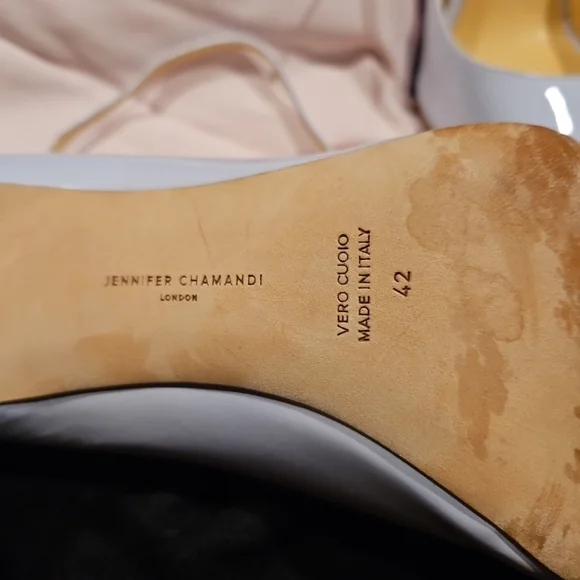 JENNIFER CHAMANDI
LONDON
VERO CUOIO
MADE IN ITALY
42